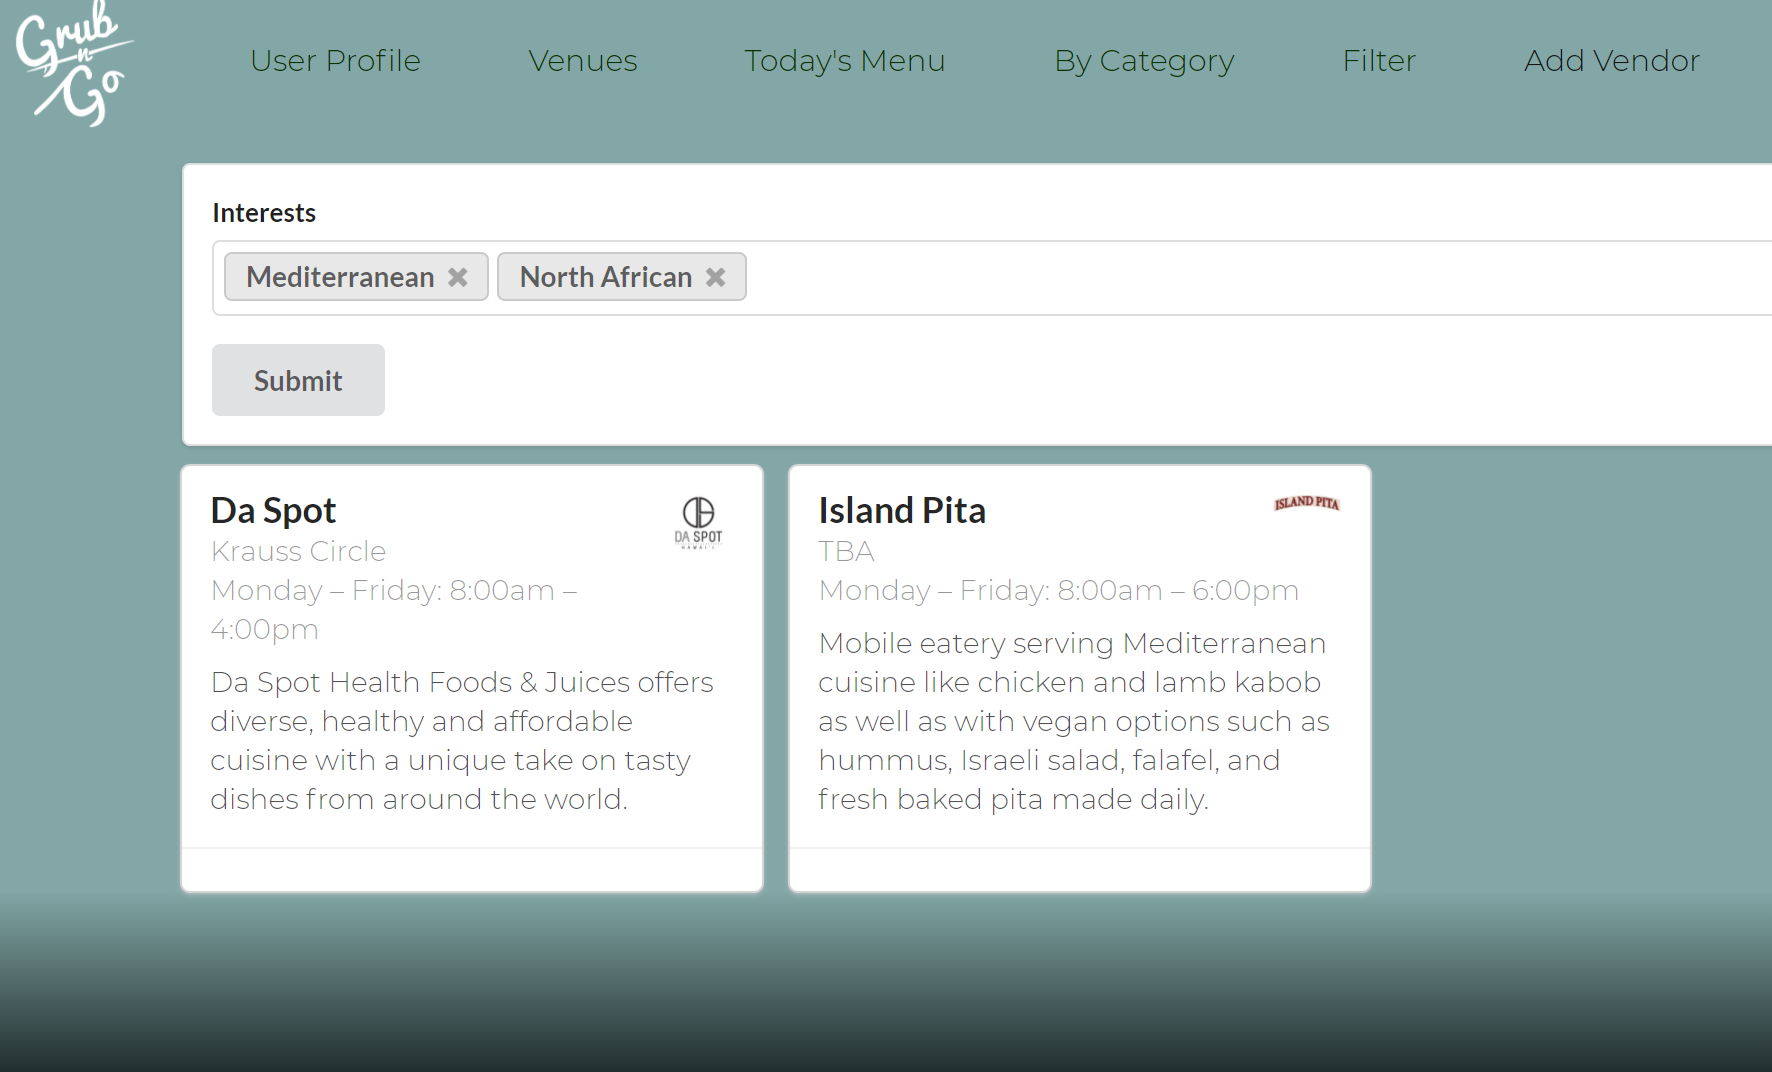 Grub
n
Go
User Profile
Venues
Today's Menu
By Category
Filter
Add Vendor
Interests
Mediterranean
North African
Submit
Da Spot
DA SPOT
HAWAI'I
Krauss Circle
Monday – Friday: 8:00am –
4:00pm
Da Spot Health Foods & Juices offers
diverse, healthy and affordable
cuisine with a unique take on tasty
dishes from around the world.
Island Pita
ISLAND PITA
TBA
Monday – Friday: 8:00am – 6:00pm
Mobile eatery serving Mediterranean
cuisine like chicken and lamb kabob
as well as with vegan options such as
hummus, Israeli salad, falafel, and
fresh baked pita made daily.